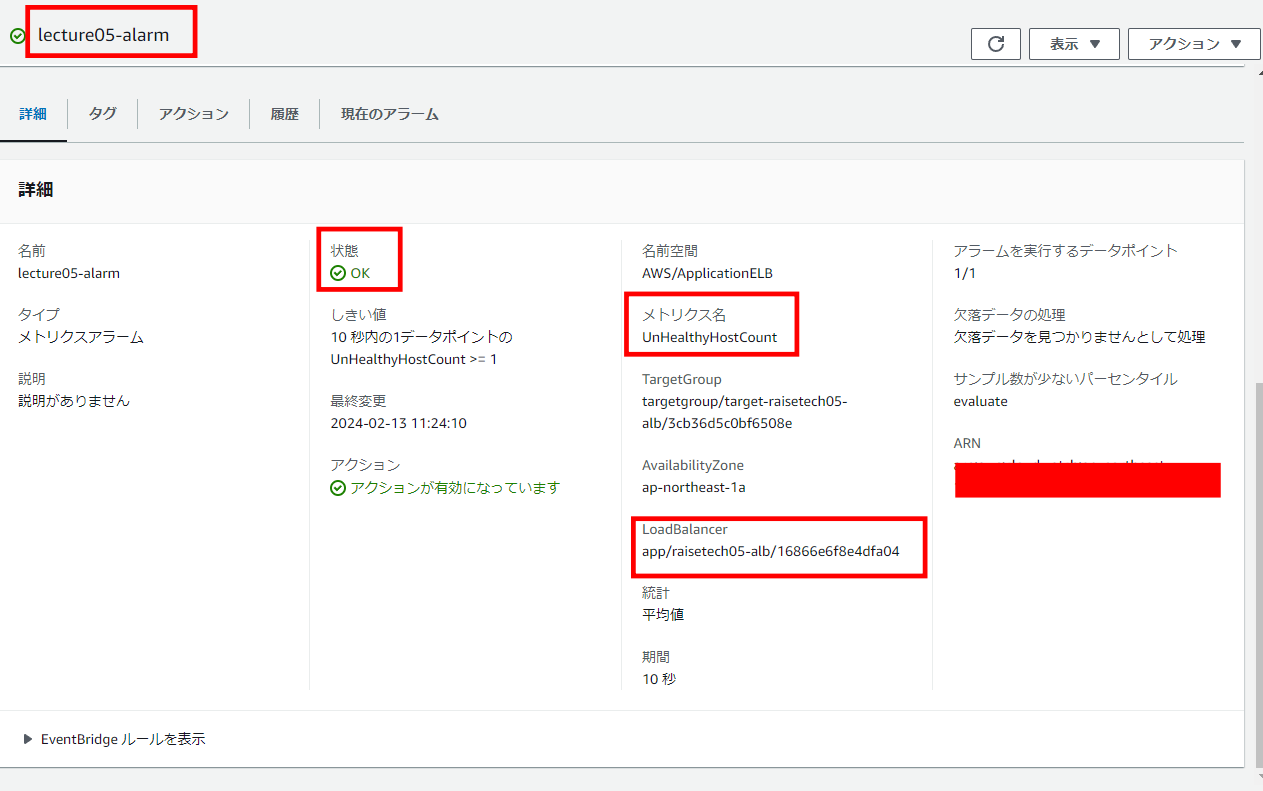 lecture05-alarm
表示 ▼
アクション ▼
詳細
タグ
アクション
履歴
現在のアラーム
詳細
名前
lecture05-alarm
タイプ
メトリクスアラーム
説明
説明がありません
状態
OK
しきい値
10 秒内の1データポイントの
UnHealthyHostCount >= 1
最終変更
2024-02-13 11:24:10
アクション
アクションが有効になっています
名前空間
AWS/ApplicationELB
メトリクス名
UnHealthyHostCount
TargetGroup
targetgroup/target-raisetech05-
alb/3cb36d5c0bf6508e
AvailabilityZone
ap-northeast-1a
LoadBalancer
app/raisetech05-alb/16866e6f8e4dfa04
統計
平均値
期間
10 秒
アラームを実行するデータポイント
1/1
欠落データの処理
欠落データを見つかりませんとして処理
サンプル数が少ないパーセンタイル
evaluate
ARN
▶ EventBridge ルールを表示